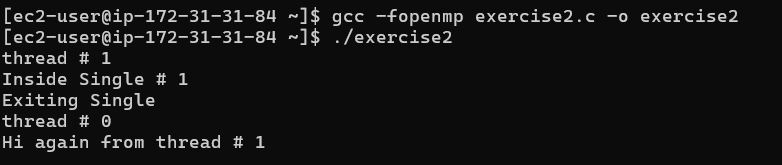 [ec2-user@ip-172-31-31-84 ~]$ gcc -fopenmp exercise2.c -o exercise2
[ec2-user@ip-172-31-31-84 ~]$ ./exercise2
thread # 1
Inside Single # 1
Exiting Single
thread # 0
Hi again from thread # 1